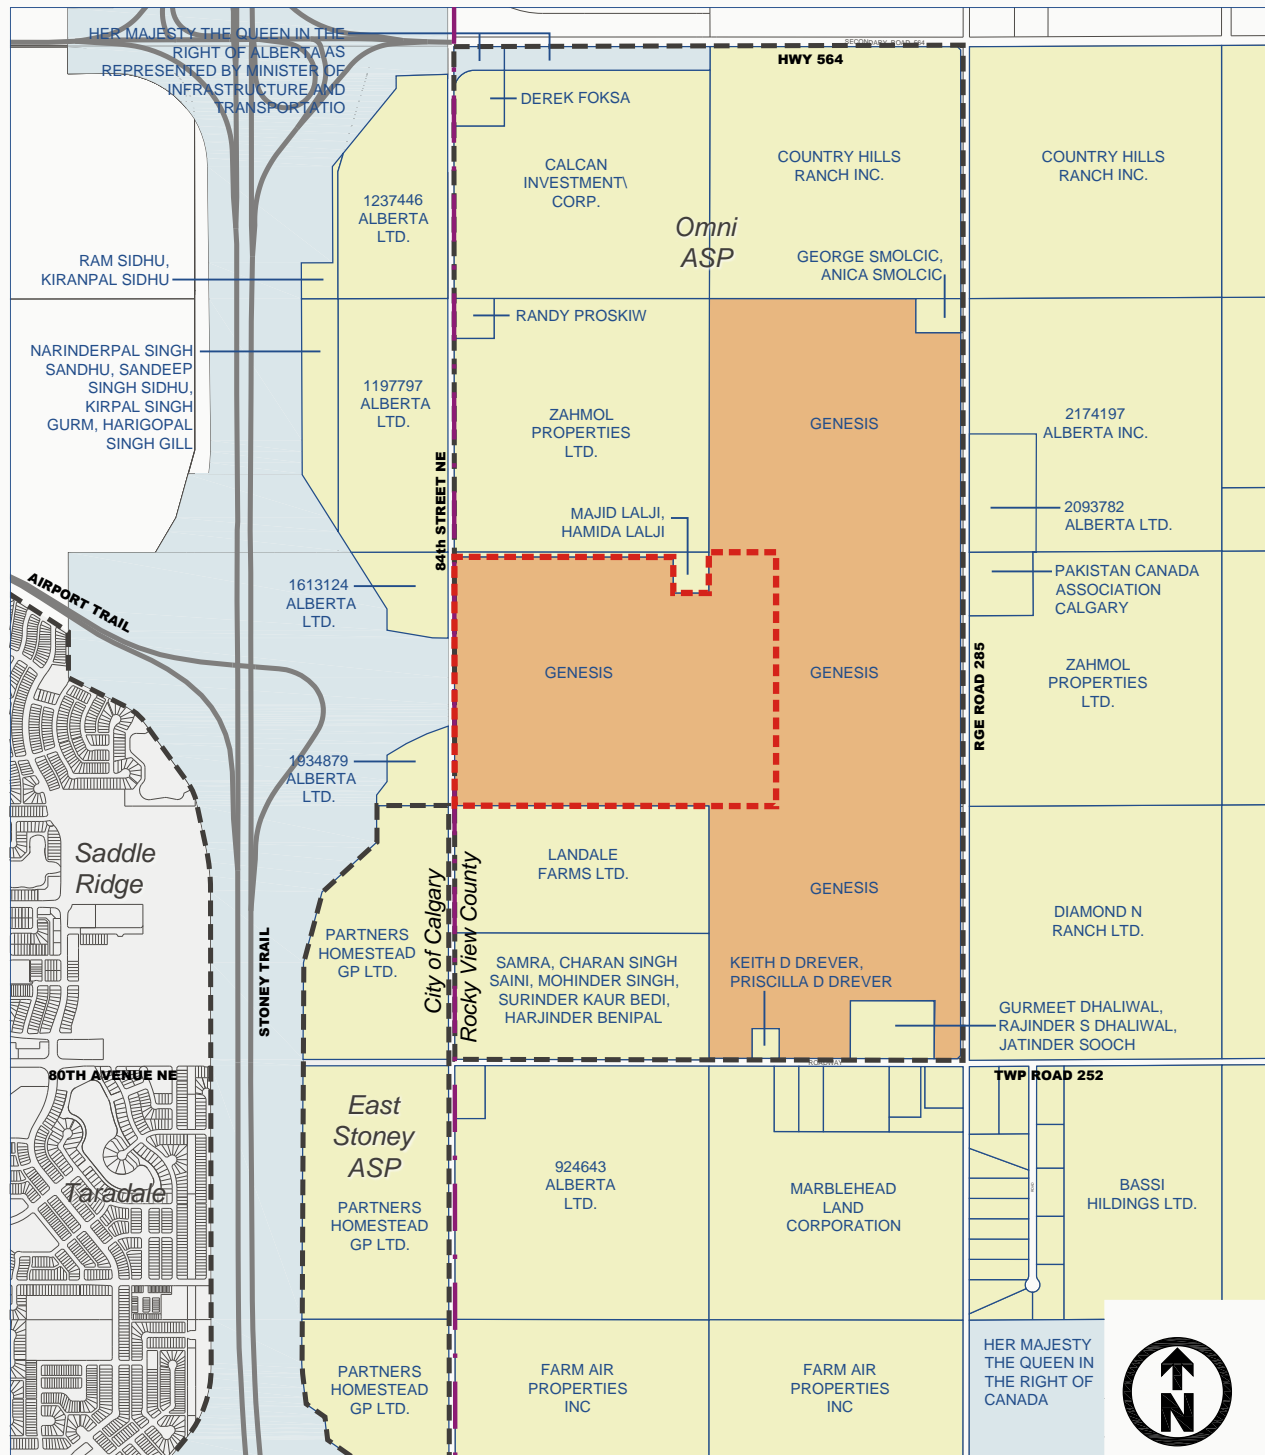 SECONDARY ROAD 564
HWY 564
HER MAJESTY THE QUEEN IN THE
RIGHT OF ALBERTA AS
REPRESENTED BY MINISTER OF
INFRASTRUCTURE AND
TRANSPORTATIO
DEREK FOKSA
CALCAN
INVESTMENT\
CORP.
COUNTRY HILLS
RANCH INC.
COUNTRY HILLS
RANCH INC.
1237446
ALBERTA
LTD.
Omni
ASP
RAM SIDHU,
KIRANPAL SIDHU
GEORGE SMOLCIC,
ANICA SMOLCIC
RANDY PROSKIW
NARINDERPAL SINGH
SANDHU, SANDEEP
SINGH SIDHU,
KIRPAL SINGH
GURM, HARIGOPAL
SINGH GILL
1197797
ALBERTA
LTD.
ZAHMOL
PROPERTIES
LTD.
GENESIS
2174197
ALBERTA INC.
84th STREET NE
MAJID LALJI,
HAMIDA LALJI
2093782
ALBERTA LTD.
AIRPORT TRAIL
1613124
ALBERTA
LTD.
PAKISTAN CANADA
ASSOCIATION
CALGARY
GENESIS
GENESIS
RGE ROAD 285
ZAHMOL
PROPERTIES
LTD.
1934879
ALBERTA
LTD.
Saddle
Ridge
LANDALE
FARMS LTD.
GENESIS
City of Calgary
Rocky View County
STONEY TRAIL
PARTNERS
HOMESTEAD
GP LTD.
DIAMOND N
RANCH LTD.
SAMRA, CHARAN SINGH
SAINI, MOHINDER SINGH,
SURINDER KAUR BEDI,
HARJINDER BENIPAL
KEITH D DREVER,
PRISCILLA D DREVER
GURMEET DHALIWAL,
RAJINDER S DHALIWAL,
JATINDER SOOCH
80TH AVENUE NE
ROADWAY
TWP ROAD 252
East
Stoney
ASP
Taradale
PARTNERS
HOMESTEAD
GP LTD.
924643
ALBERTA
LTD.
MARBLEHEAD
LAND
CORPORATION
BASSI
HILDINGS LTD.
PARTNERS
HOMESTEAD
GP LTD.
FARM AIR
PROPERTIES
INC
FARM AIR
PROPERTIES
INC
HER MAJESTY
THE QUEEN IN
THE RIGHT OF
CANADA
N